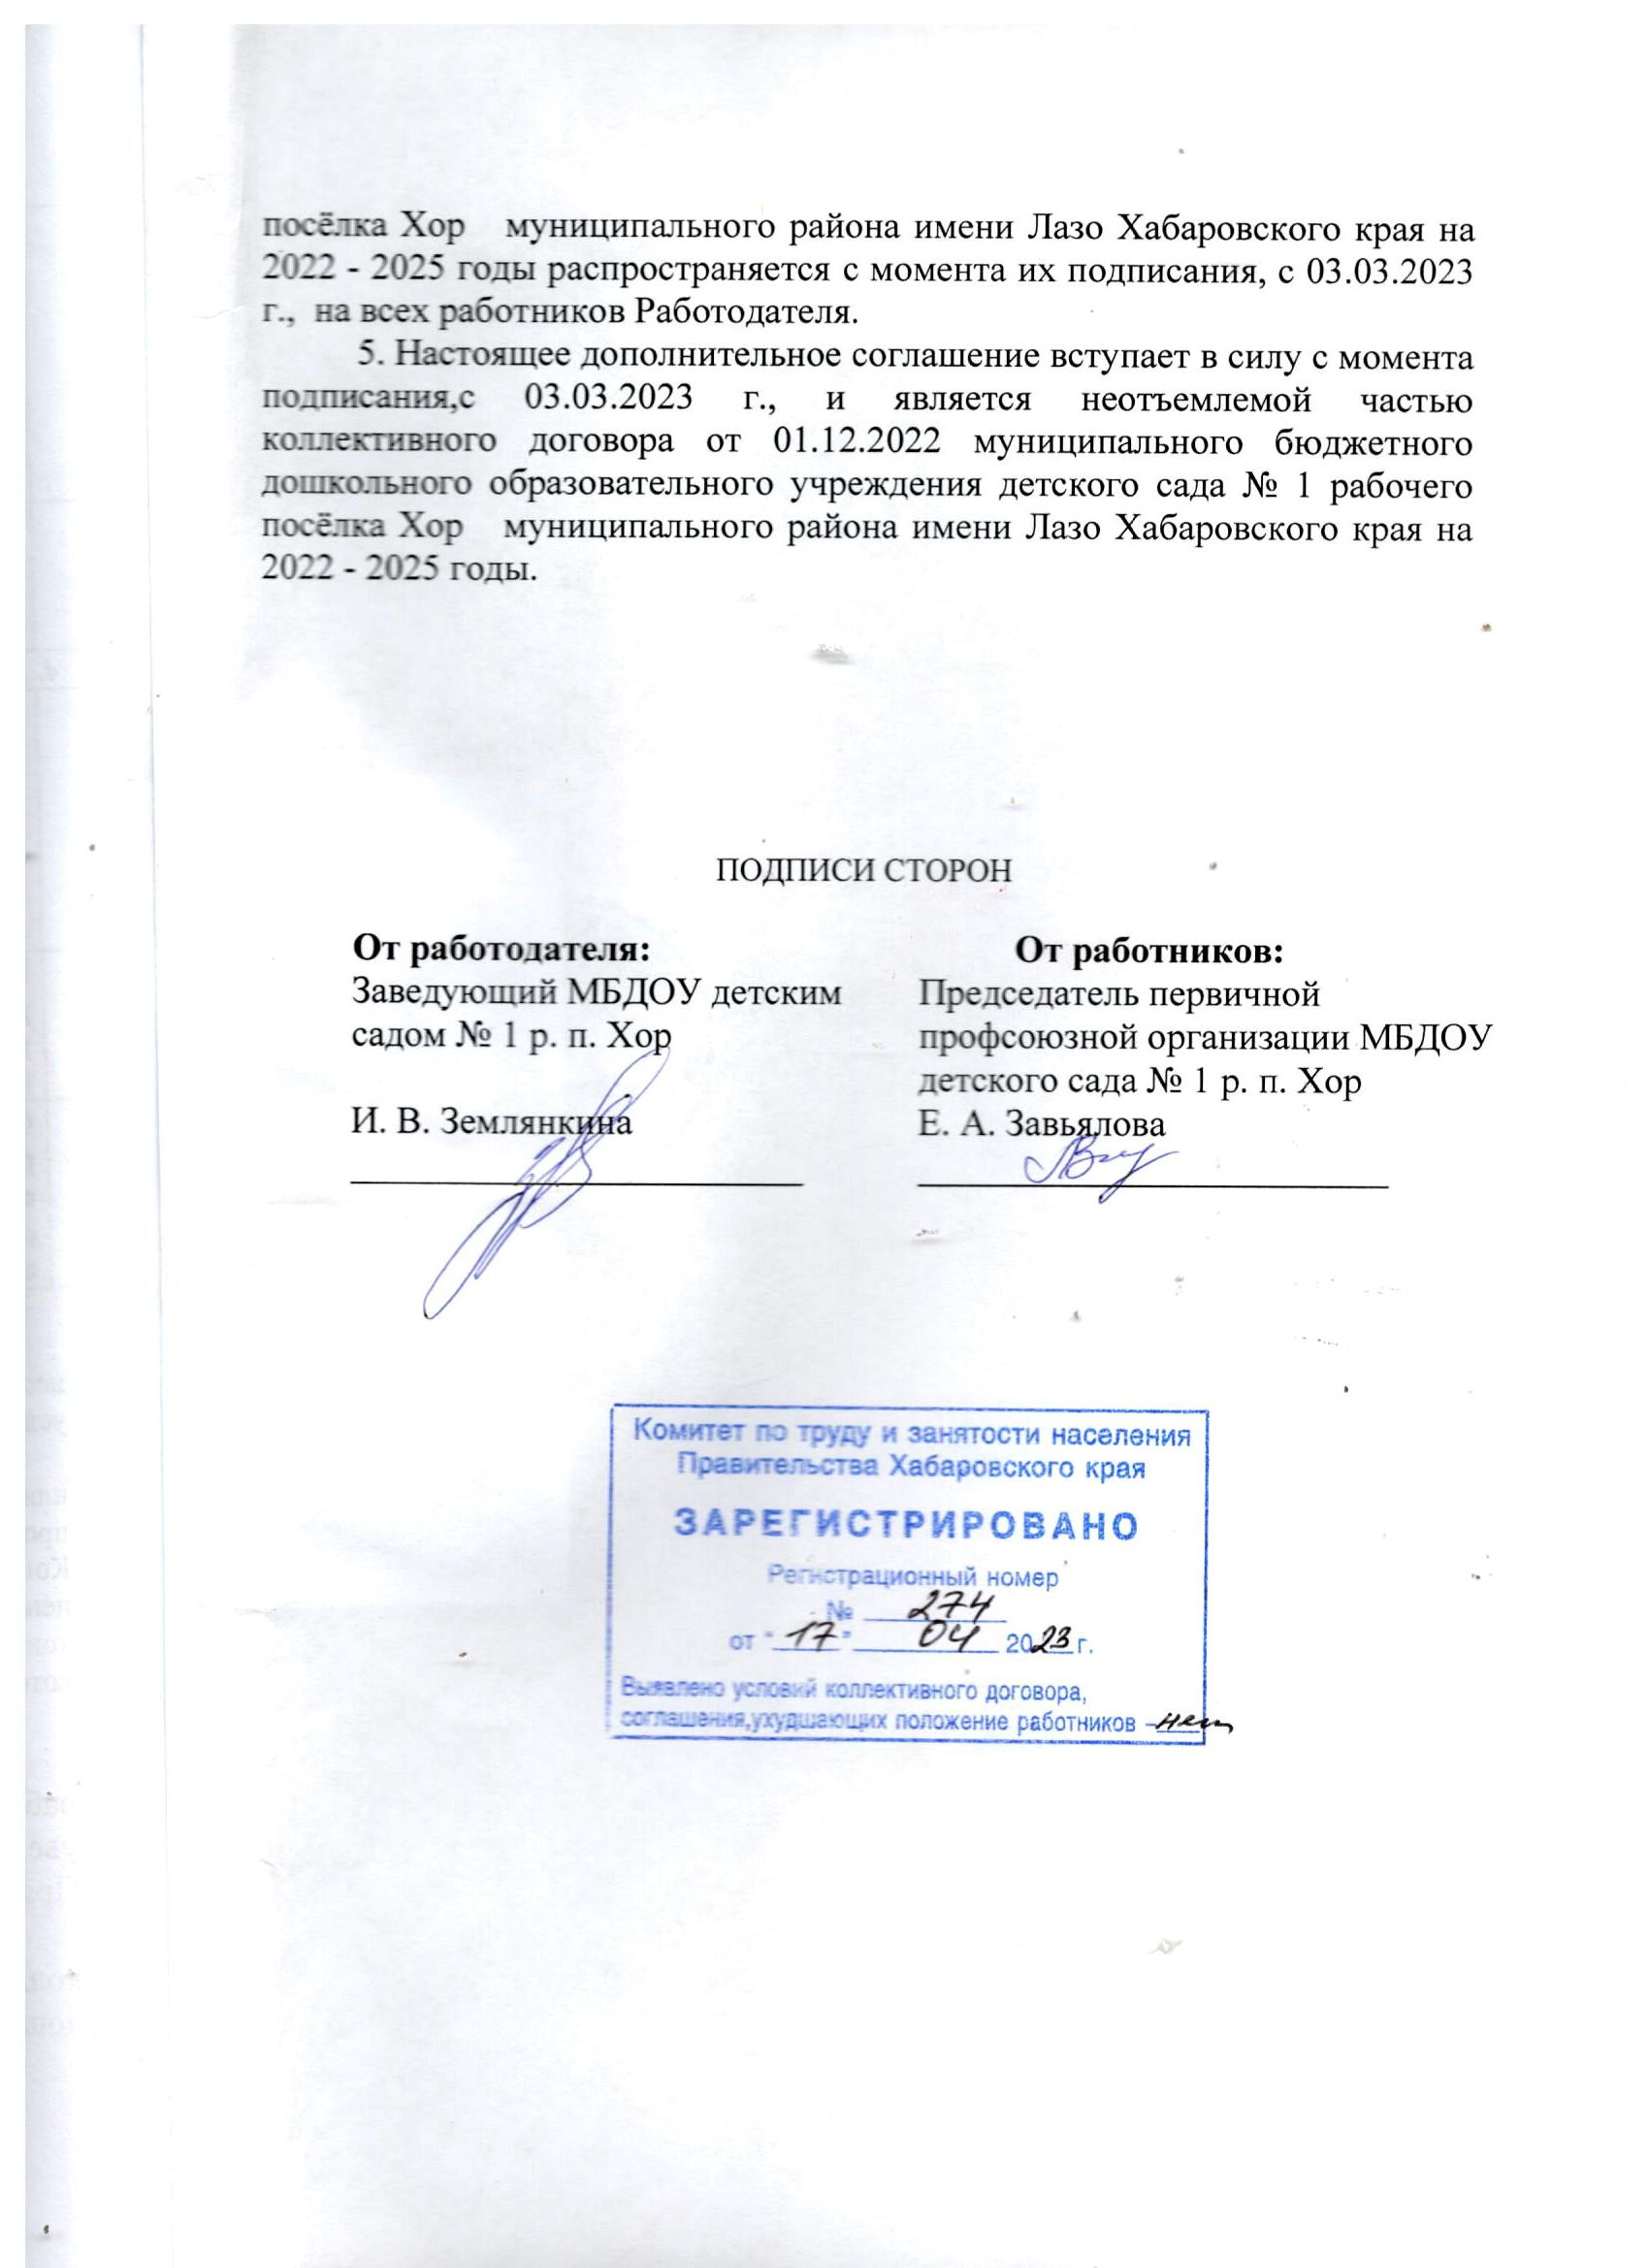 посёлка Хор муниципального района имени Лазо Хабаровского края на
2022 - 2025 годы распространяется с момента их подписания, с 03.03.2023
г., на всех работников Работодателя.
5. Настоящее дополнительное соглашение вступает в силу с момента
подписания,с 03.03.2023 г., и является неотъемлемой частью
коллективного договора от 01.12.2022 муниципального бюджетного
дошкольного образовательного учреждения детского сада № 1 рабочего
посёлка Хор муниципального района имени Лазо Хабаровского края на
2022 - 2025 годы.
ПОДПИСИ СТОРОН
От работодателя:
Заведующий МБДОУ детским
садом № 1 р. п. Хор
И. В. Землянкина
От работников:
Председатель первичной
профсоюзной организации МБДОУ
детского сада № 1 р. п. Хор
Е. А. Завьялова
Комитет по труду и занятости населения
Правительства Хабаровского края
ЗАРЕГИСТРИРОВАНО
Регистрационный номер
№ 274
от "17" 04 2023 г.
Выявлено условий коллективного договора,
соглашения,ухудшающих положение работников – нет